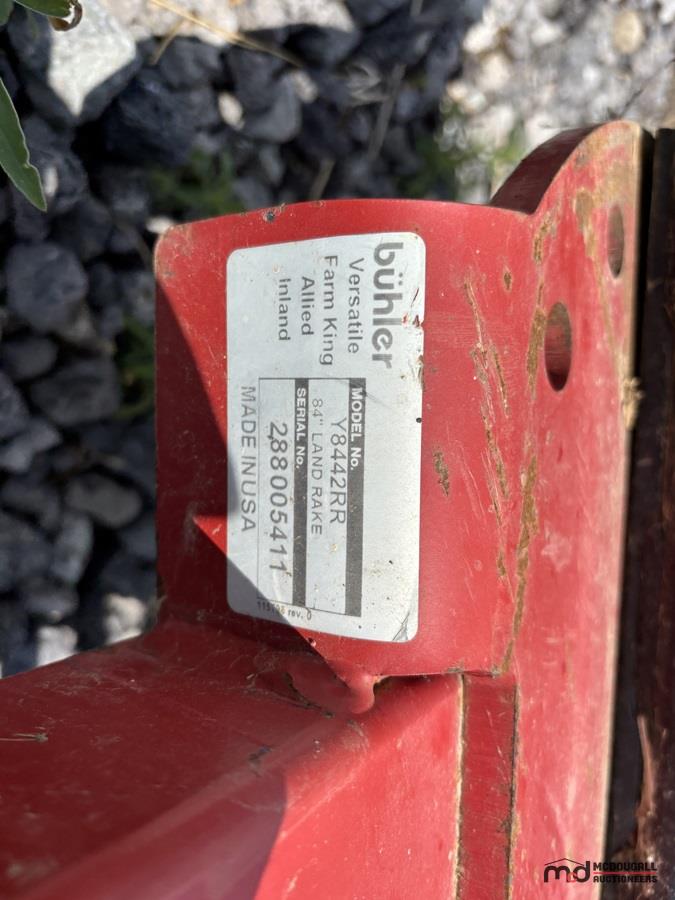 bühler
Versatile
Farm King
Allied
Inland
MODEL No.
Y8442RR
84" LAND RAKE
SERIAL No.
288005411
MADE IN USA
rev. 0
md MCDOUGALL
AUCTIONEERS